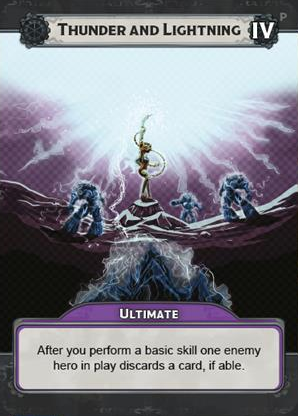 THUNDER AND LIGHTNING
IV
P
ULTIMATE
After you perform a basic skill one enemy
hero in play discards a card, if able.